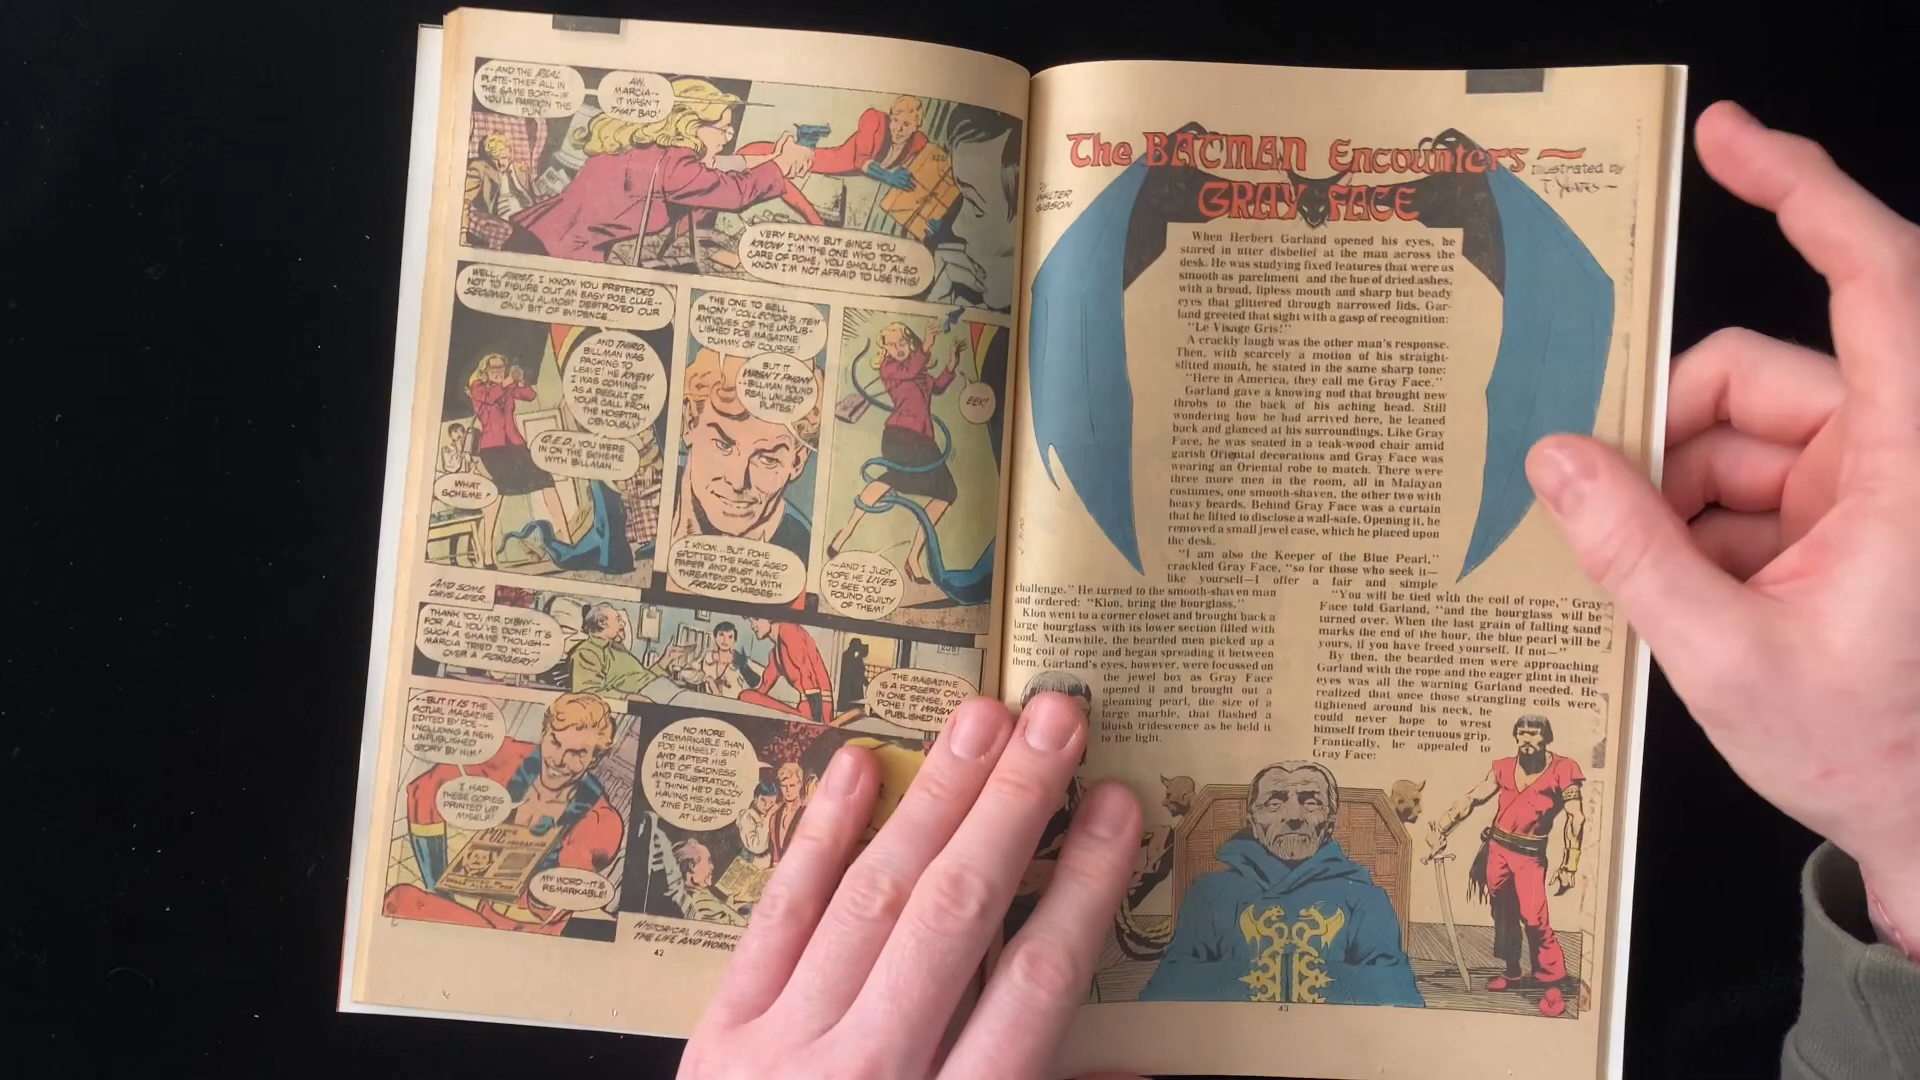 --AND THE REAL
PLATE-THIEF ALL IN
THE SAME BOAT--IF
YOU'LL PARDON THE
PUN!
AW,
MARCIA--
IT WASN'T
THAT BAD!
VERY FUNNY, BUT SINCE YOU
KNOW I'M THE ONE WHO TOOK
CARE OF POHE, YOU SHOULD ALSO
KNOW I'M NOT AFRAID TO USE THIS!
WELL, FIRST, I KNOW YOU PRETENDED
NOT TO FIGURE OUT AN EASY POE CLUE--
SECOND, YOU ALMOST DESTROYED OUR
ONLY BIT OF EVIDENCE...
...AND THIRD,
BILLMAN WAS
PACKING TO
LEAVE! HE KNEW
I WAS COMING--
AS A RESULT OF
YOUR CALL FROM
THE HOSPITAL,
OBVIOUSLY!
Q.E.D., YOU WERE
IN ON THE SCHEME
WITH BILLMAN...
WHAT
SCHEME?
THE ONE TO SELL
PHONY "COLLECTOR'S ITEM"
ANTIQUES OF THE UNPUB-
LISHED POE MAGAZINE
DUMMY, OF COURSE!
BUT IT
WASN'T PHONY
--BILLMAN FOUND
REAL UNUSED
PLATES!
I KNOW...BUT POHE
SPOTTED THE FAKE AGED
PAPER AND MUST HAVE
THREATENED YOU WITH
FRAUD CHARGES--
EEK!
--AND I JUST
HOPE HE LIVES
TO SEE YOU
FOUND GUILTY
OF THEM!
AND SOME
DAYS LATER...
THANK YOU, MR. DIBNY--
FOR ALL YOU'VE DONE! IT'S
SUCH A SHAME THOUGH--
MARCIA TRIED TO KILL--
OVER A FORGERY!
THE MAGAZINE
IS A FORGERY ONLY
IN ONE SENSE, MR.
POHE! IT WASN'
PUBLISHED IN
--BUT IT IS THE
ACTUAL MAGAZINE
EDITED BY POE--
INCLUDING A NEW,
UNPUBLISHED
STORY BY HIM!
I HAD
THESE COPIES
PRINTED UP
MYSELF!
POE
MY WORD--IT'S
REMARKABLE!
NO MORE
REMARKABLE THAN
POE HIMSELF, SIR!
AND AFTER HIS
LIFE OF SADNESS
AND FRUSTRATION,
I THINK HE'D ENJOY
HAVING HIS MAGA-
ZINE PUBLISHED
AT LAST!
HISTORICAL INFORMA
THE LIFE AND WORK
42
The BATMAN Encounters—
GRAY FACE
BY
WALTER
GIBSON
Illustrated by
T Yeates—
When Herbert Garland opened his eyes, he
stared in utter disbelief at the man across the
desk. He was studying fixed features that were as
smooth as parchment and the hue of dried ashes,
with a broad, lipless mouth and sharp but beady
eyes that glittered through narrowed lids. Gar-
land greeted that sight with a gasp of recognition:
"Le Visage Gris!"
A crackly laugh was the other man's response.
Then, with scarcely a motion of his straight-
slitted mouth, he stated in the same sharp tone:
"Here in America, they call me Gray Face."
Garland gave a knowing nod that brought new
throbs to the back of his aching head. Still
wondering how he had arrived here, he leaned
back and glanced at his surroundings. Like Gray
Face, he was seated in a teak-wood chair amid
garish Oriental decorations and Gray Face was
wearing an Oriental robe to match. There were
three more men in the room, all in Malayan
costumes, one smooth-shaven, the other two with
heavy beards. Behind Gray Face was a curtain
that he lifted to disclose a wall-safe. Opening it, he
removed a small jewel case, which he placed upon
the desk.
"I am also the Keeper of the Blue Pearl,"
crackled Gray Face, "so for those who seek it—
like yourself—I offer a fair and simple
challenge." He turned to the smooth-shaven man
and ordered: "Klon, bring the hourglass."
Klon went to a corner closet and brought back a
large hourglass with its lower section filled with
sand. Meanwhile, the bearded men picked up a
long coil of rope and began spreading it between
them. Garland's eyes, however, were focussed on
the jewel box as Gray Face
opened it and brought out a
gleaming pearl, the size of a
large marble, that flashed a
bluish iridescence as he held it
to the light.
"You will be tied with the coil of rope," Gray
Face told Garland, "and the hourglass will be
turned over. When the last grain of falling sand
marks the end of the hour, the blue pearl will be
yours, if you have freed yourself. If not—"
By then, the bearded men were approaching
Garland with the rope and the eager glint in their
eyes was all the warning Garland needed. He
realized that once those strangling coils were
tightened around his neck, he
could never hope to wrest
himself from their tenuous grip.
Frantically, he appealed to
Gray Face:
43